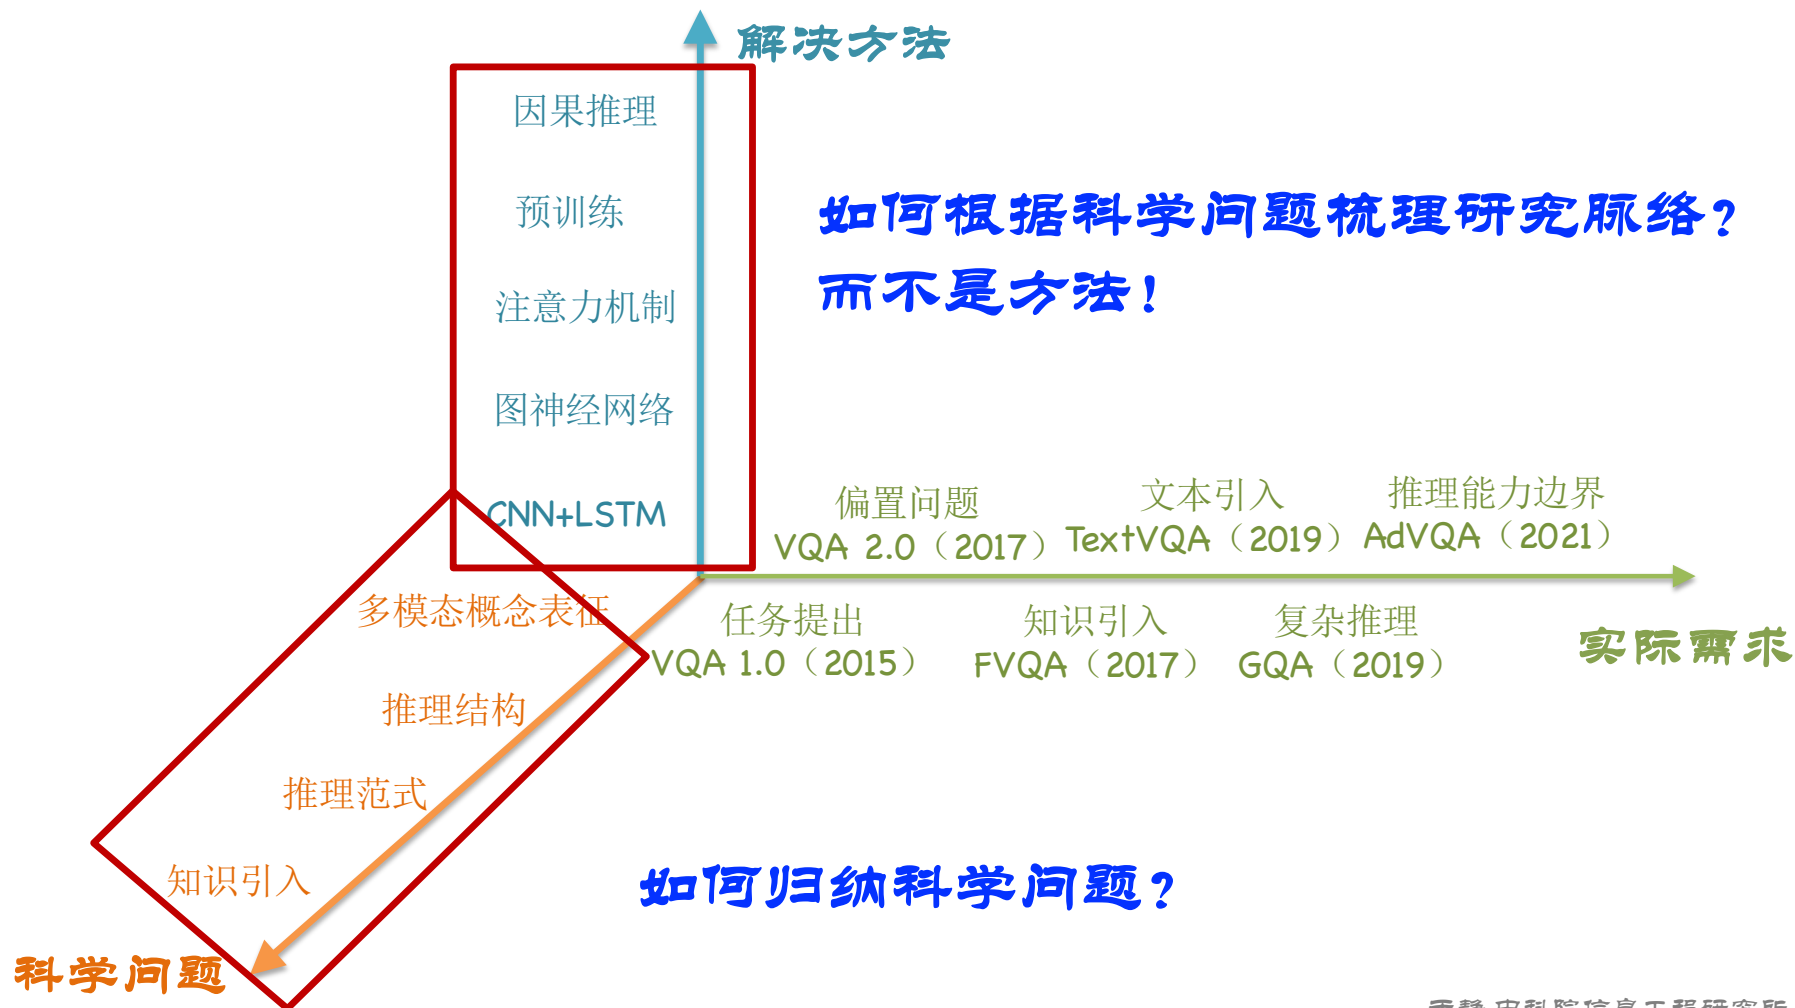 解决方法
因果推理
预训练
注意力机制
图神经网络
CNN+LSTM
如何根据科学问题梳理研究脉络？
而不是方法！
偏置问题
VQA 2.0（2017）
文本引入
TextVQA（2019）
推理能力边界
AdVQA（2021）
任务提出
VQA 1.0（2015）
知识引入
FVQA（2017）
复杂推理
GQA（2019）
实际需求
多模态概念表征
推理结构
推理范式
知识引入
科学问题
如何归纳科学问题？